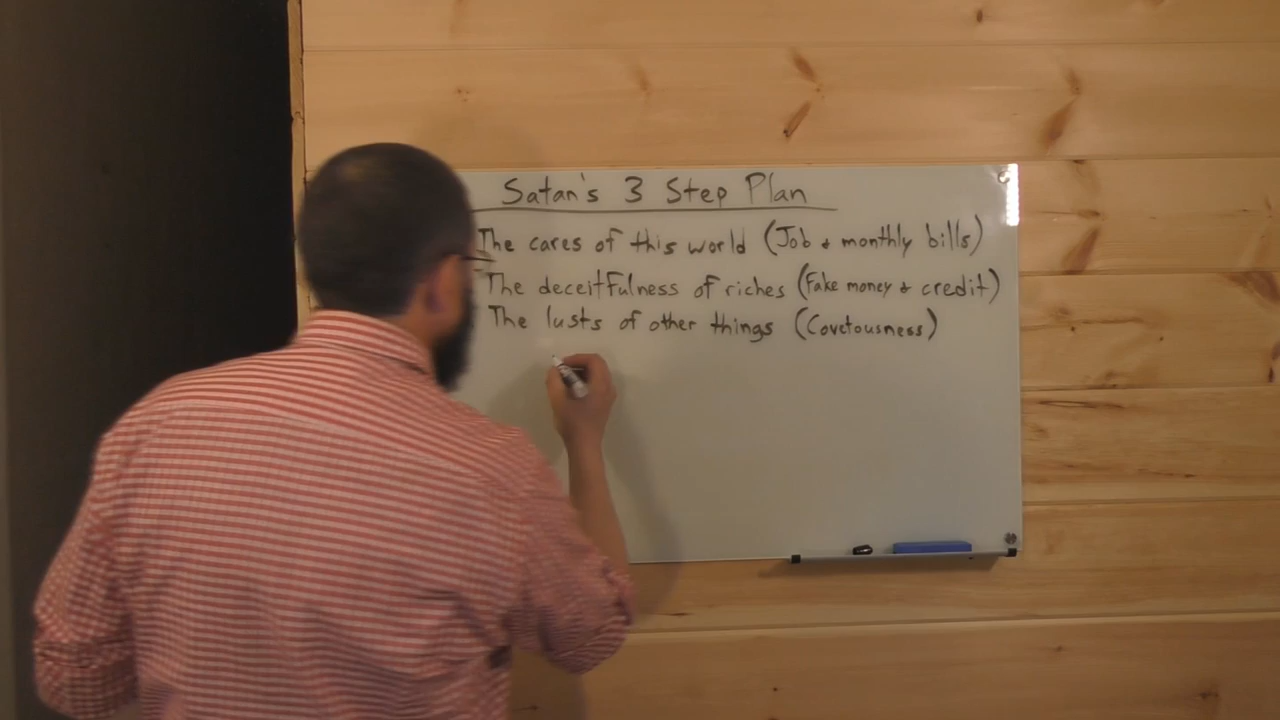 Satan's 3 Step Plan
The cares of this world (Job & monthly bills)
The deceitfulness of riches (Fake money & credit)
The lusts of other things (Covetousness)